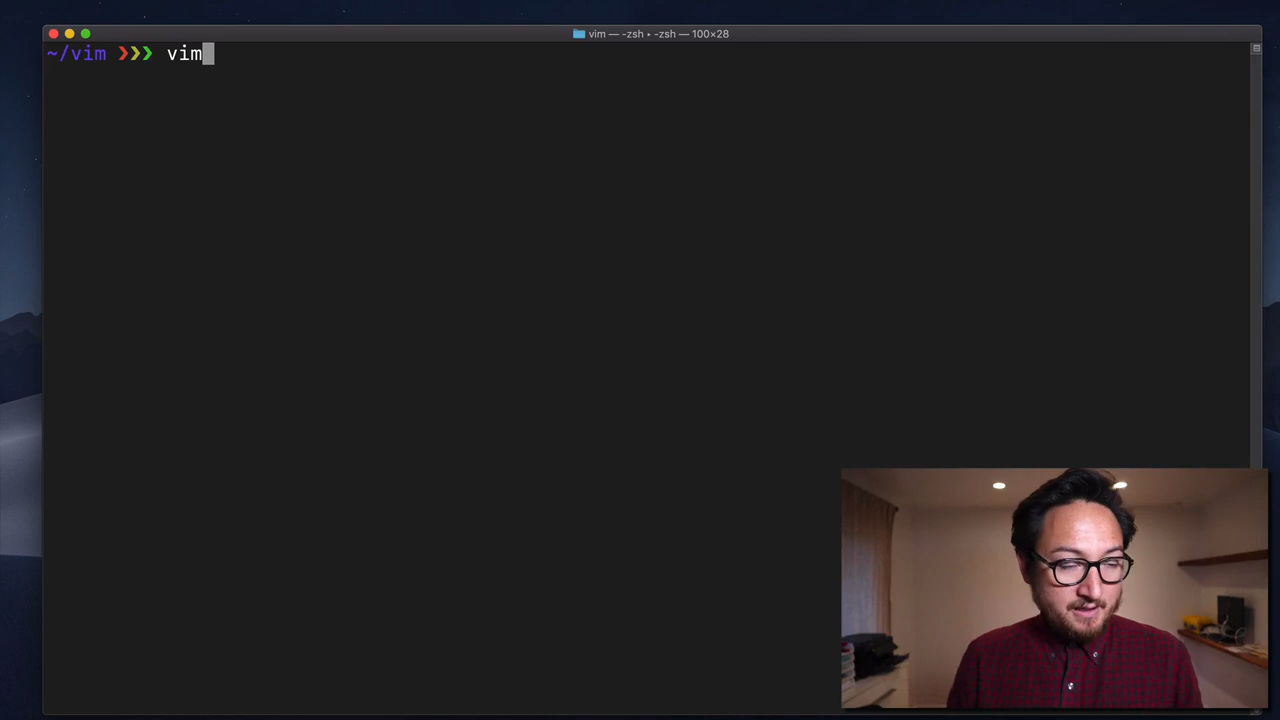 vim — -zsh • -zsh — 100×28
~/vim ❯❯❯ vim